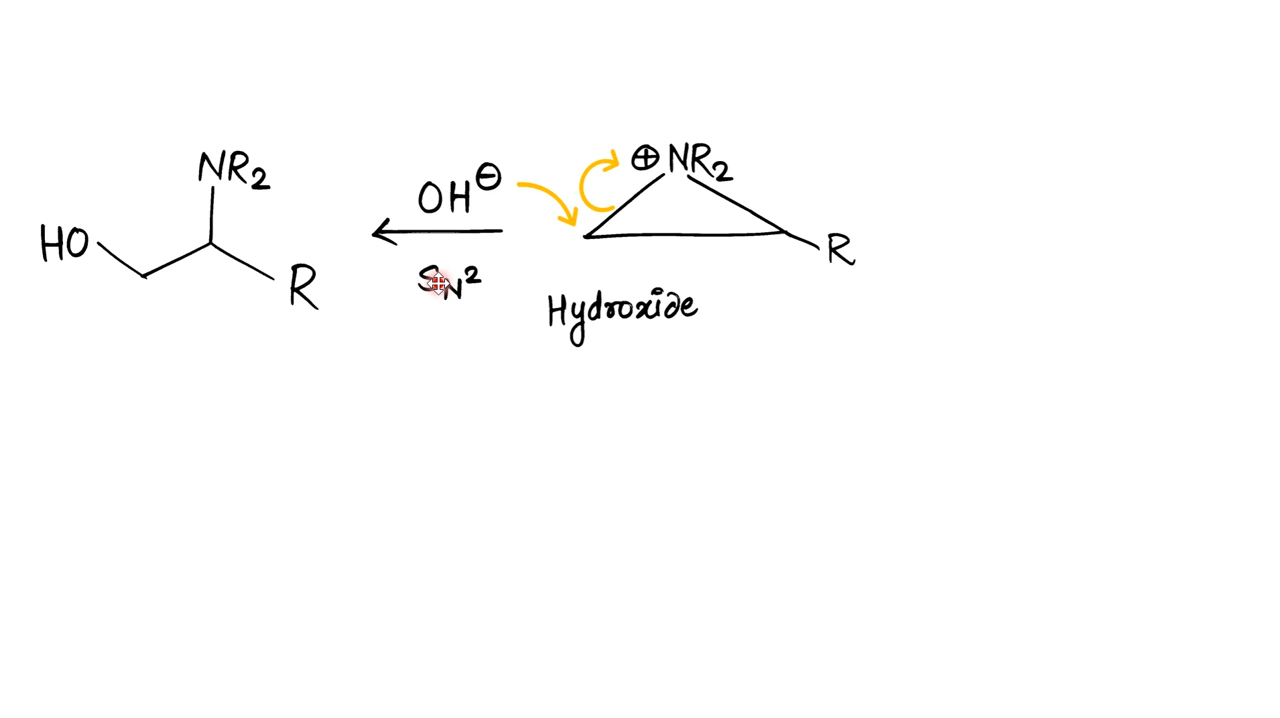 NR₂
HO
R
OH⊖
SN²
⊕NR₂
R
Hydroxide